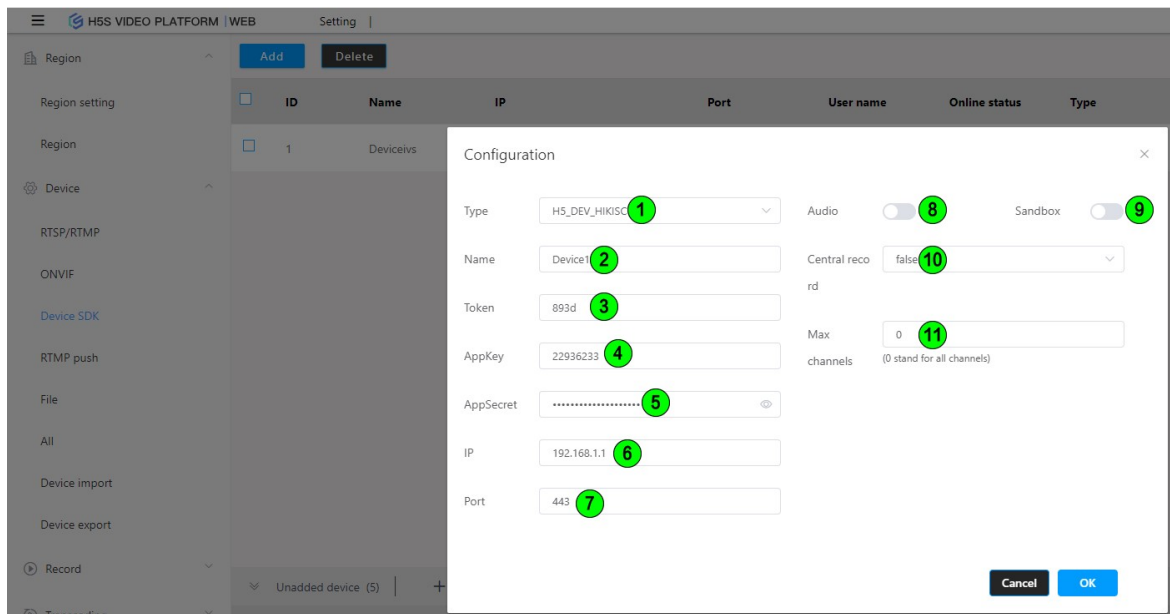 H5S VIDEO PLATFORM | WEB Setting |
Region
Add Delete
Region setting
ID Name IP Port User name Online status Type
Region
1 Deviceivs
Configuration
Device
Type H5_DEV_HIKISC 1
Audio 8 Sandbox 9
RTSP/RTMP
Name Device1 2
Central reco
rd
false 10
ONVIF
Token 893d 3
Device SDK
Max
channels
0 11
(0 stand for all channels)
RTMP push
AppKey 22936233 4
File
AppSecret •••••••••••••••••••• 5
All
IP 192.168.1.1 6
Device import
Port 443 7
Device export
Record
Unadded device (5) | +
Cancel OK